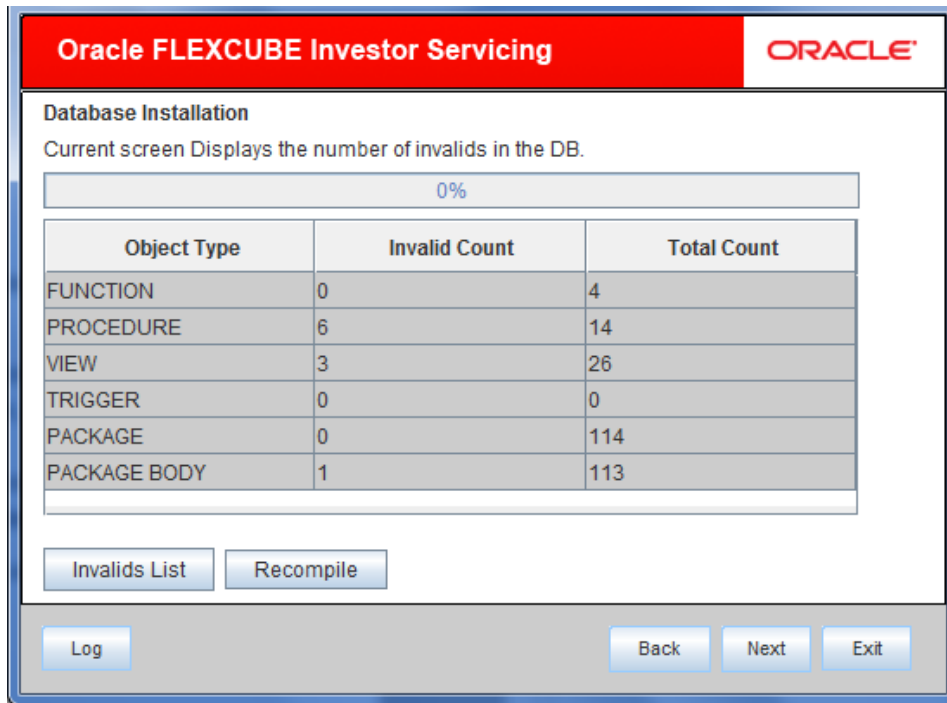 Oracle FLEXCUBE Investor Servicing
ORACLE
Database Installation
Current screen Displays the number of invalids in the DB.
0%
Object Type Invalid Count Total Count
FUNCTION 0 4
PROCEDURE 6 14
VIEW 3 26
TRIGGER 0 0
PACKAGE 0 114
PACKAGE BODY 1 113
Invalids List Recompile
Log Back Next Exit